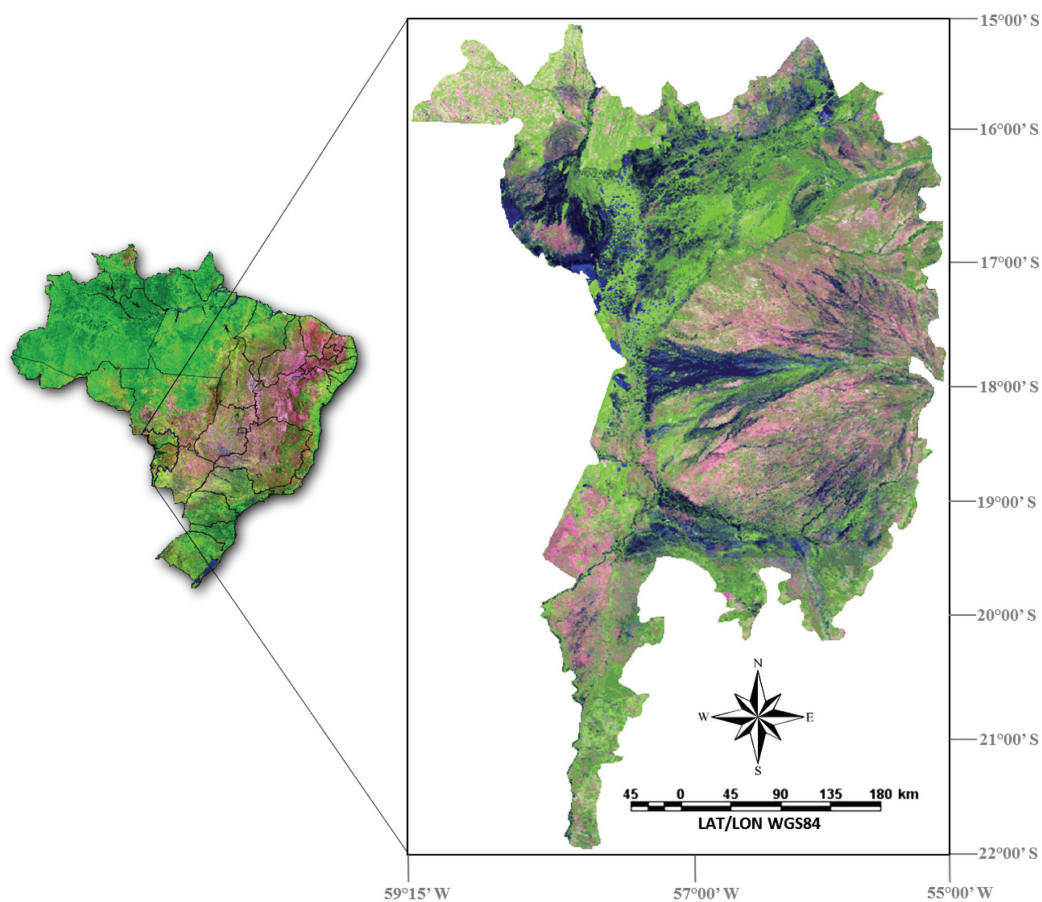 15°00’ S
16°00’ S
17°00’ S
18°00’ S
19°00’ S
20°00’ S
N
W E
S
21°00’ S
45 0 45 90 135 180 km
LAT/LON WGS84
22°00’ S
59°15’ W 57°00’ W 55°00’ W